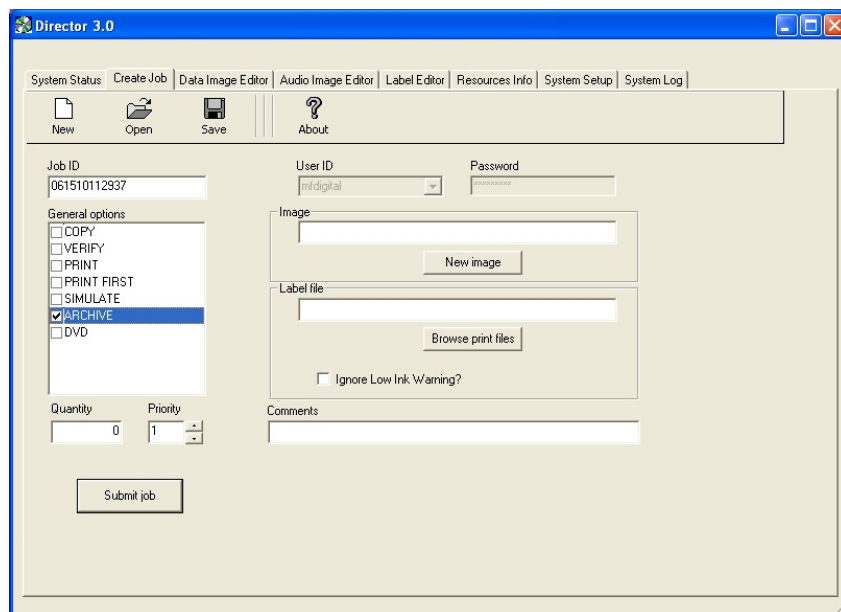 Director 3.0
System Status Create Job Data Image Editor Audio Image Editor Label Editor Resources Info System Setup System Log
New Open Save About
Job ID User ID Password
061510112937 mfdigital xxxxxxxxx
General options Image
COPY
VERIFY
PRINT New image
PRINT FIRST Label file
SIMULATE
ARCHIVE
DVD Browse print files
Ignore Low Ink Warning?
Quantity Priority Comments
0 1
Submit job